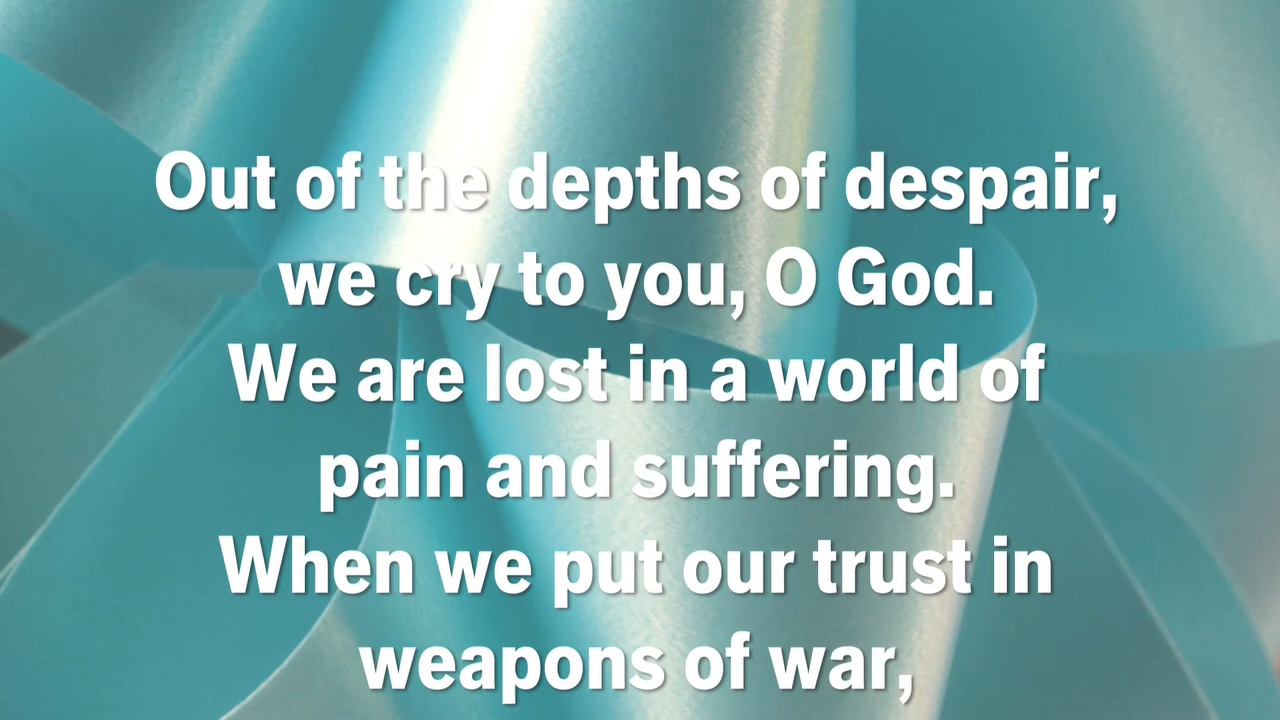 Out of the depths of despair,
we cry to you, O God.
We are lost in a world of
pain and suffering.
When we put our trust in
weapons of war,